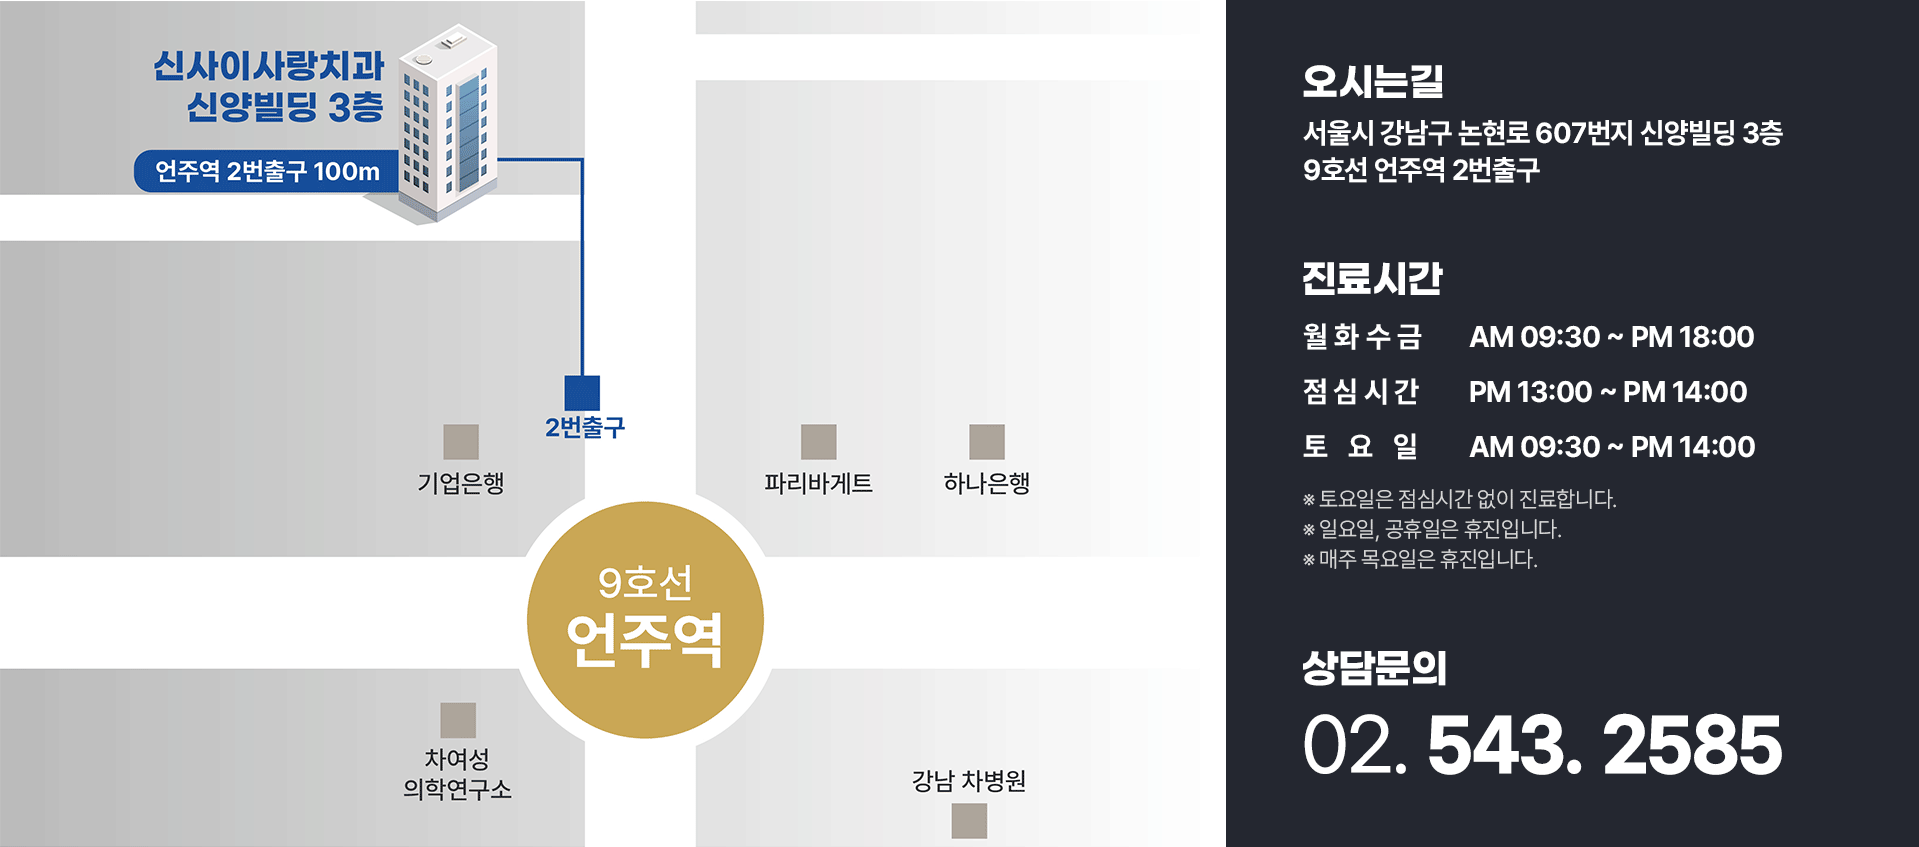 신사이사랑치과
신양빌딩 3층
언주역 2번출구 100m
2번출구
기업은행
파리바게트
하나은행
9호선
언주역
차여성
의학연구소
강남 차병원
오시는길
서울시 강남구 논현로 607번지 신양빌딩 3층
9호선 언주역 2번출구
진료시간
월화수금 AM 09:30 ~ PM 18:00
점심시간 PM 13:00 ~ PM 14:00
토요일 AM 09:30 ~ PM 14:00
※ 토요일은 점심시간 없이 진료합니다.
※ 일요일, 공휴일은 휴진입니다.
※ 매주 목요일은 휴진입니다.
상담문의
02. 543. 2585